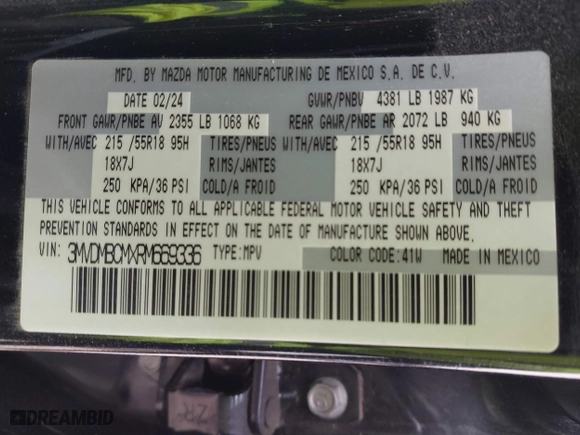 MFD. BY MAZDA MOTOR MANUFACTURING DE MEXICO S.A. DE C.V.
DATE 02/24 GVWR/PNBV 4381 LB 1987 KG
FRONT GAWR/PNBE AV 2355 LB 1068 KG REAR GAWR/PNBE AR 2072 LB 940 KG
WITH/AVEC 215 /55R18 95H TIRES/PNEUS WITH/AVEC 215 /55R18 95H TIRES/PNEUS
18X7J RIMS/JANTES 18X7J RIMS/JANTES
250 KPA/36 PSI COLD/A FROID 250 KPA/36 PSI COLD/A FROID
THIS VEHICLE CONFORMS TO ALL APPLICABLE FEDERAL MOTOR VEHICLE SAFETY AND THEFT
PREVENTION STANDARDS IN EFFECT ON THE DATE OF MANUFACTURE SHOWN ABOVE.
VIN: 3MVDMBCMXRM669336 TYPE:MPV COLOR CODE:41W MADE IN MEXICO
ZR
DREAMBID